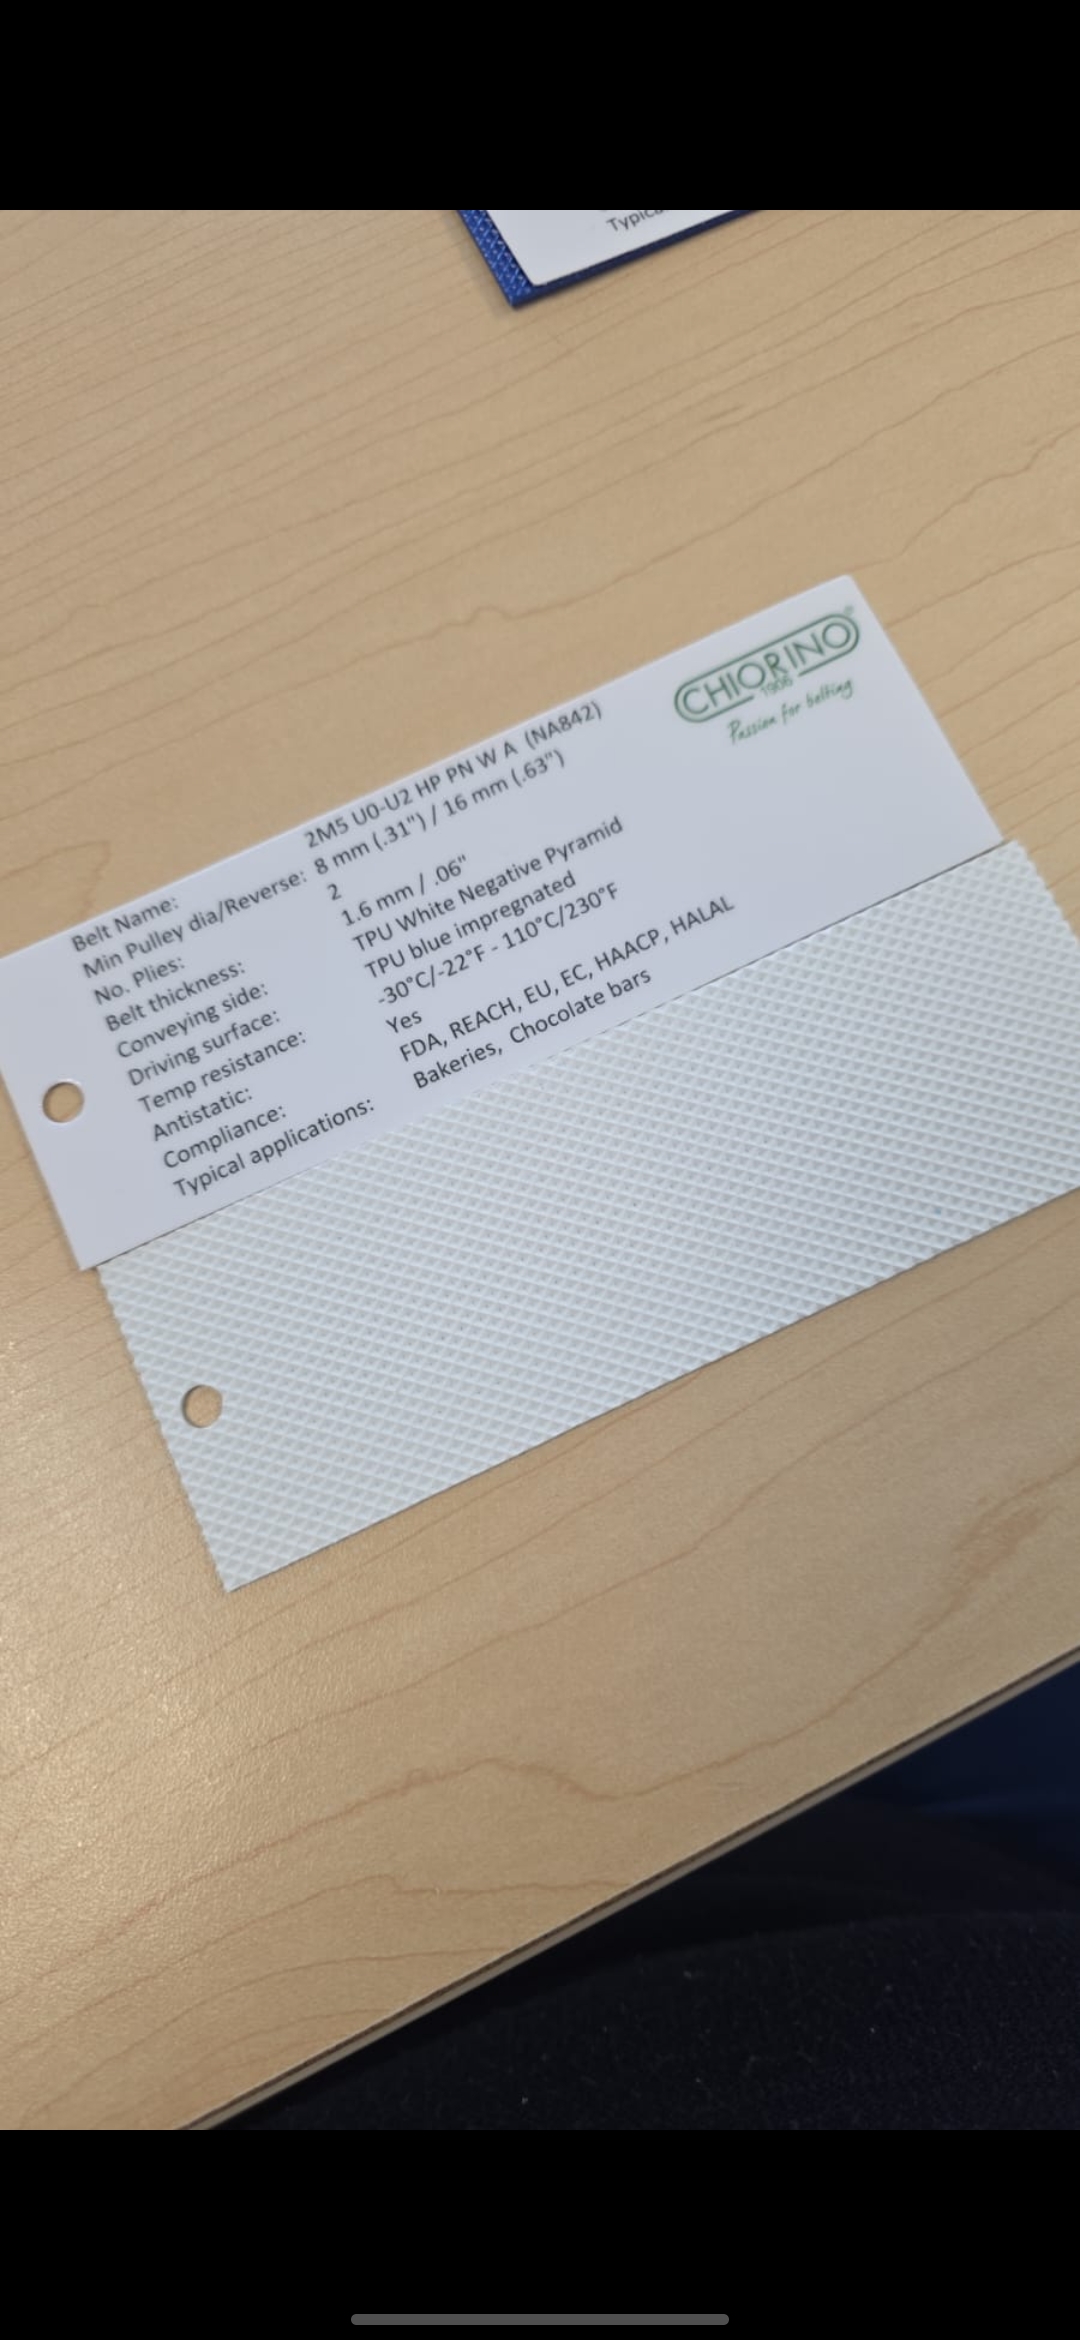 Typica
CHIORINO®
1906
Passion for belting
Belt Name: 2M5 U0-U2 HP PN W A (NA842)
Min Pulley dia/Reverse: 8 mm (.31") / 16 mm (.63")
No. Plies: 2
Belt thickness: 1.6 mm / .06"
Conveying side: TPU White Negative Pyramid
Driving surface: TPU blue impregnated
Temp resistance: -30°C/-22°F - 110°C/230°F
Antistatic: Yes
Compliance: FDA, REACH, EU, EC, HAACP, HALAL
Typical applications: Bakeries, Chocolate bars